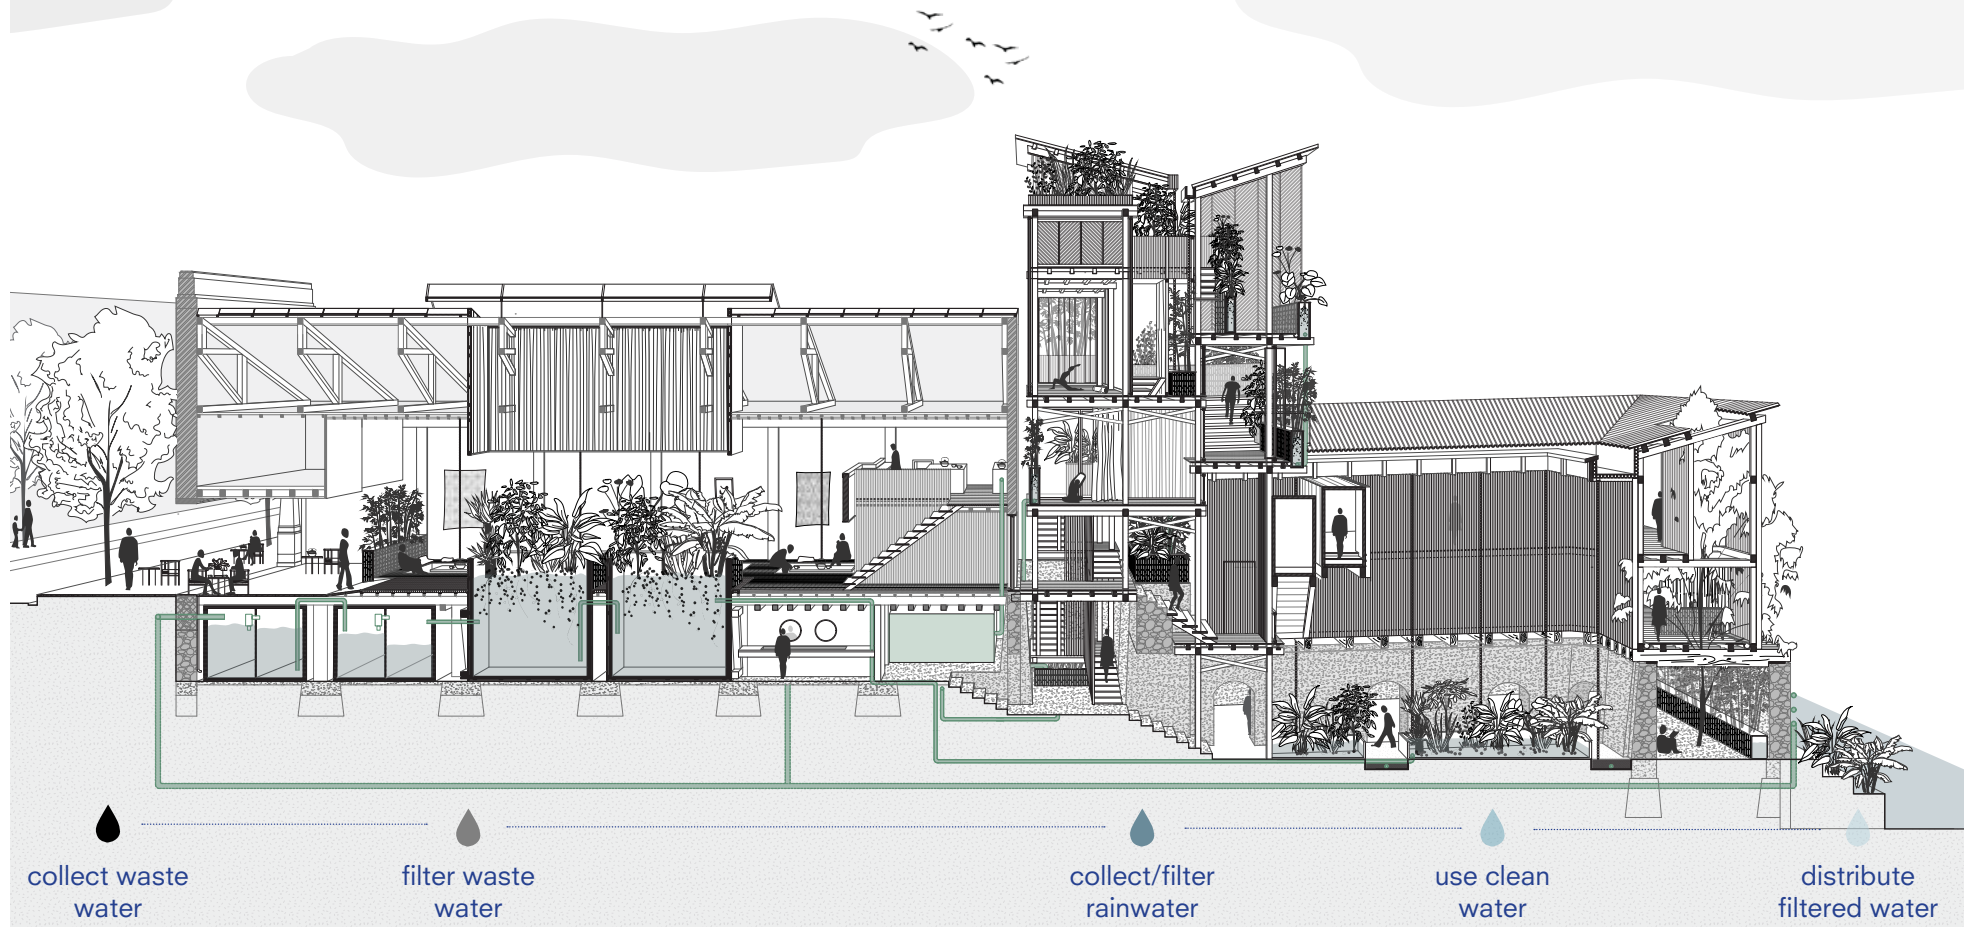 collect waste
water
filter waste
water
collect/filter
rainwater
use clean
water
distribute
filtered water